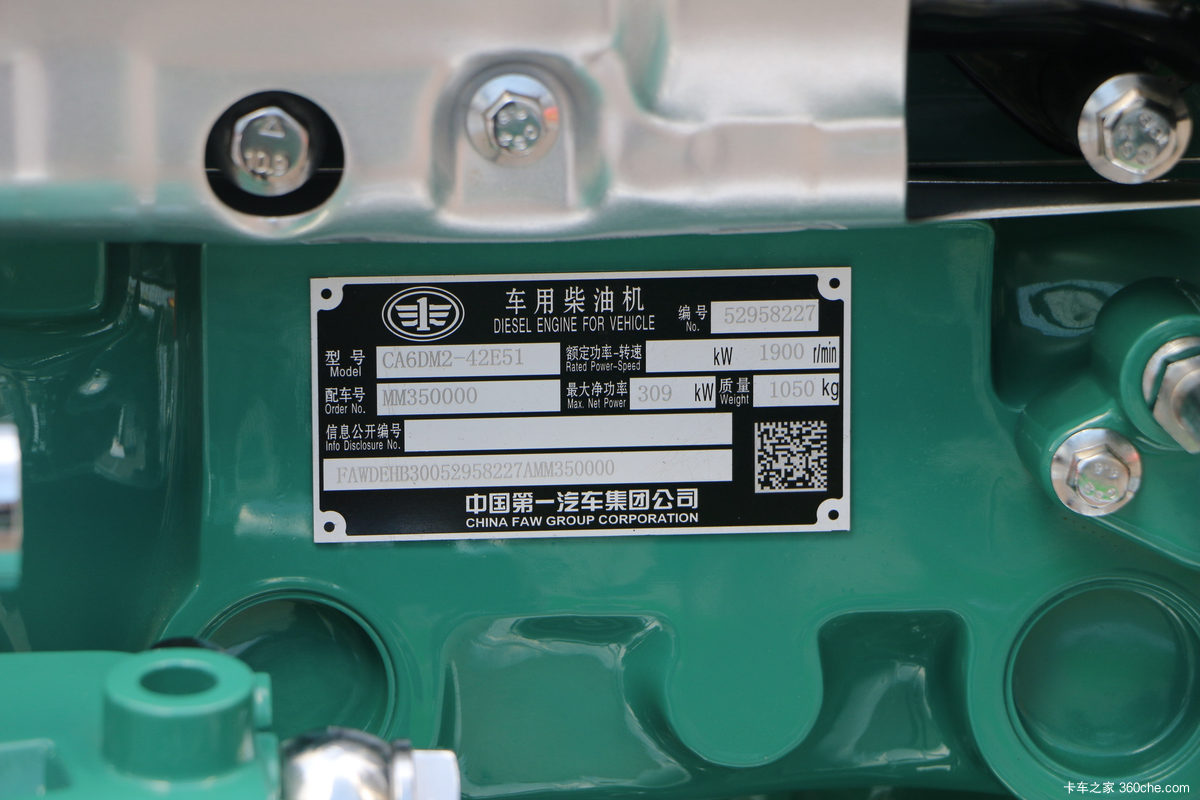 10.9
车用柴油机
DIESEL ENGINE FOR VEHICLE
编号 52958227
No.
型号 CA6DM2-42E51 额定功率-转速 kW 1900 r/min
Model Rated Power-Speed
配车号 MM350000 最大净功率 309 kW 质量 1050 kg
Order No. Max. Net Power Weight
信息公开编号
Info Disclosure No.
FAWDEHB30052958227AMM350000
中国第一汽车集团公司
CHINA FAW GROUP CORPORATION
卡车之家 360che.com